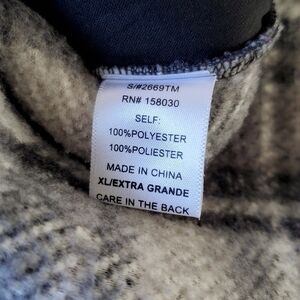 S/#2669TM
RN# 158030
SELF:
100%POLYESTER
100%POLIESTER
MADE IN CHINA
XL/EXTRA GRANDE
CARE IN THE BACK